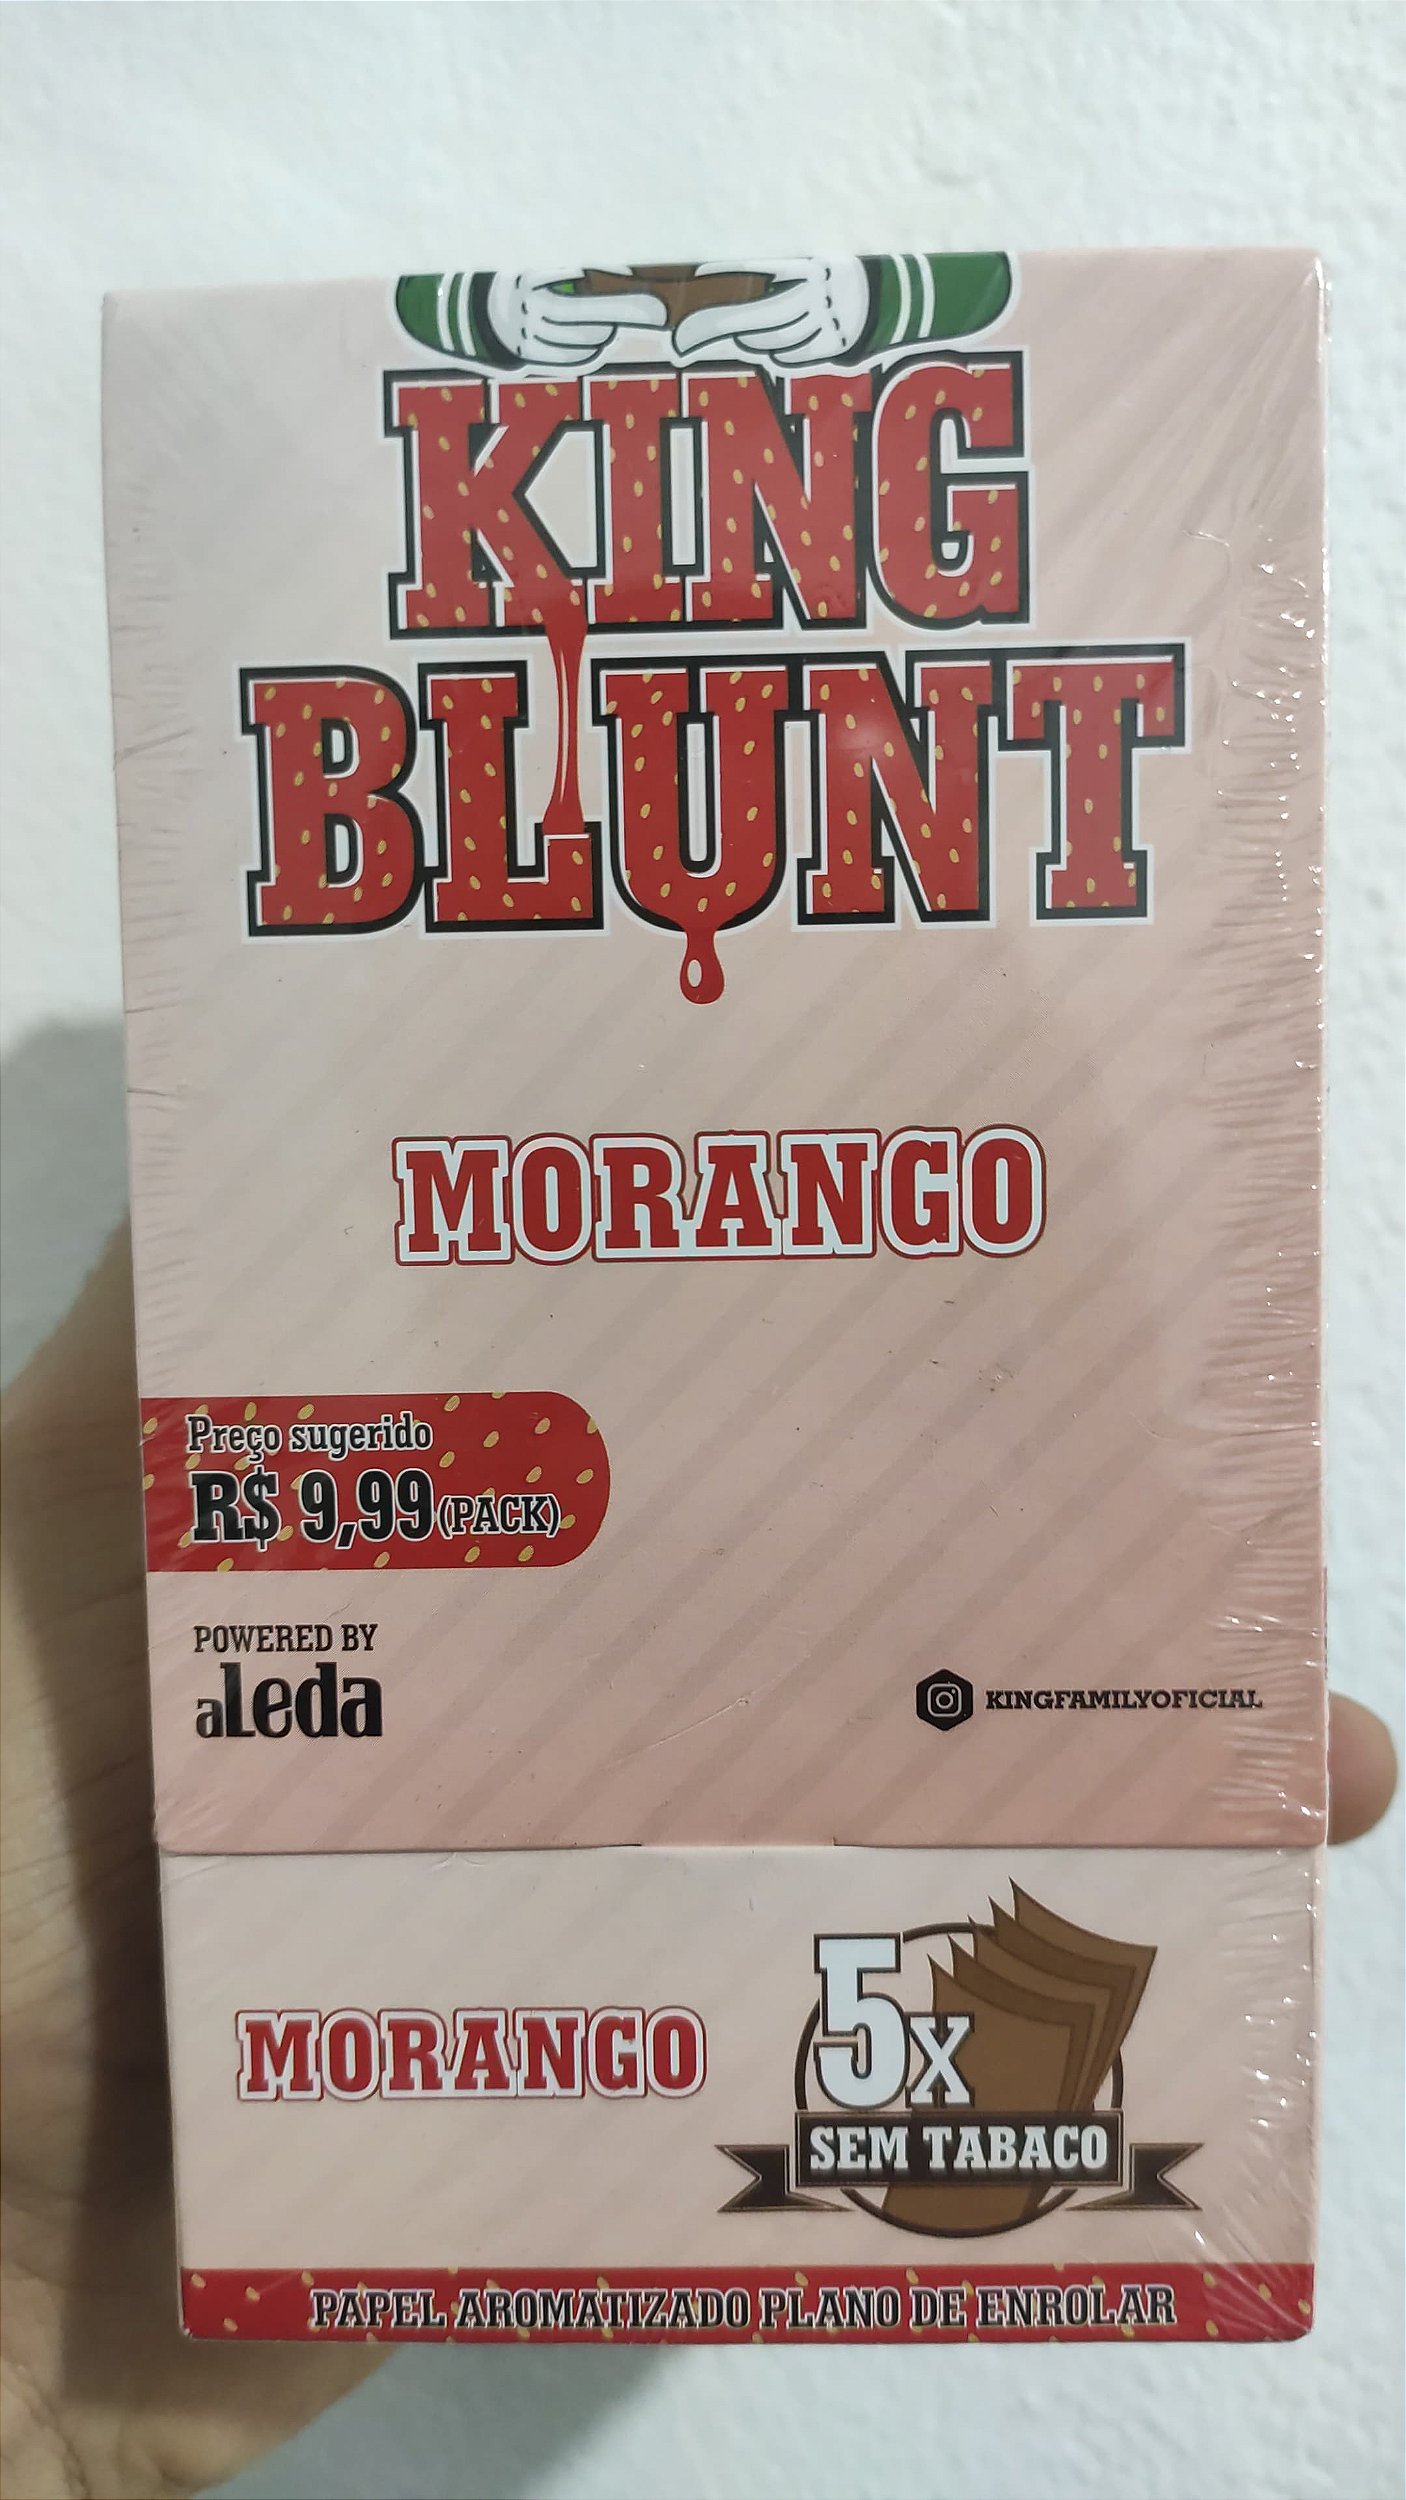 KING
BLUNT
MORANGO
Preço sugerido
R$ 9,99 (PACK)
POWERED BY
aLeda
KINGFAMILYOFICIAL
MORANGO
5X
SEM TABACO
PAPEL AROMATIZADO PLANO DE ENROLAR